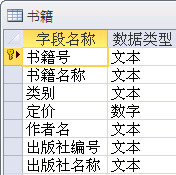 书籍
字段名称 数据类型
书籍号 文本
书籍名称 文本
类别 文本
定价 数字
作者名 文本
出版社编号 文本
出版社名称 文本